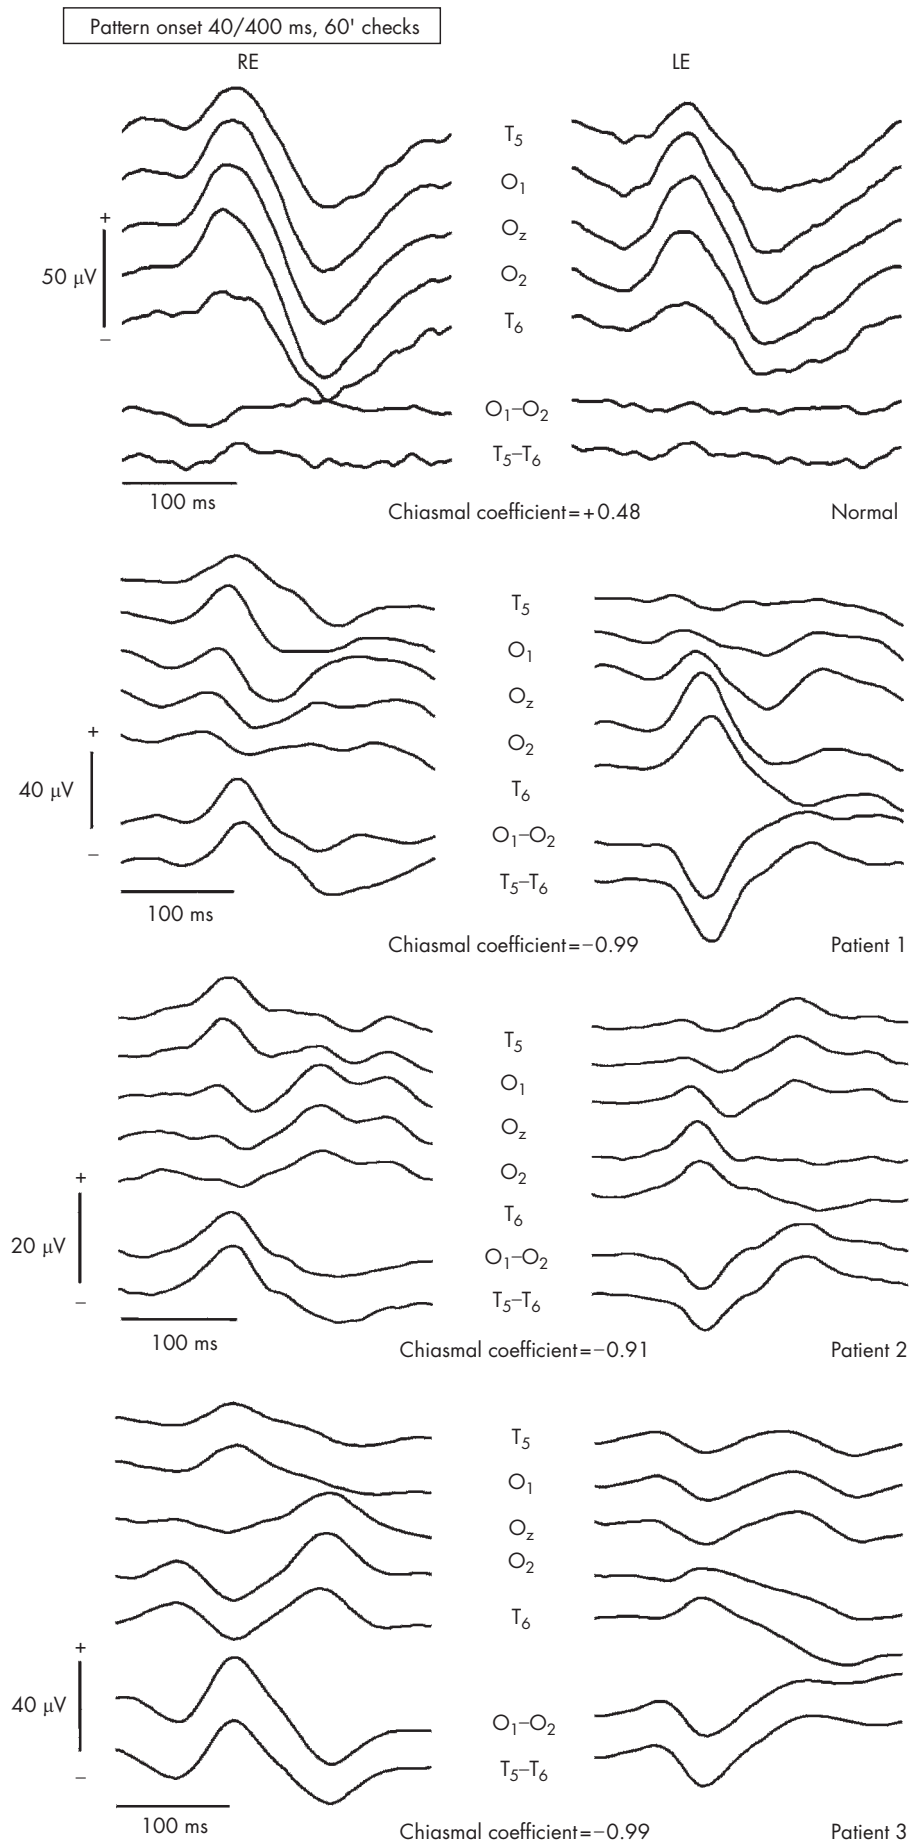 Pattern onset 40/400 ms, 60' checks
RE LE
T5
O1
+
Oz
50 μV
O2
−
T6
O1–O2
T5–T6
100 ms
Chiasmal coefficient=+0.48 Normal
T5
O1
Oz
+
O2
40 μV
T6
−
O1–O2
T5–T6
100 ms
Chiasmal coefficient=−0.99 Patient 1
T5
O1
Oz
O2
+
T6
20 μV
O1–O2
−
T5–T6
100 ms
Chiasmal coefficient=−0.91 Patient 2
T5
O1
Oz
O2
T6
+
40 μV
O1–O2
T5–T6
−
100 ms
Chiasmal coefficient=−0.99 Patient 3